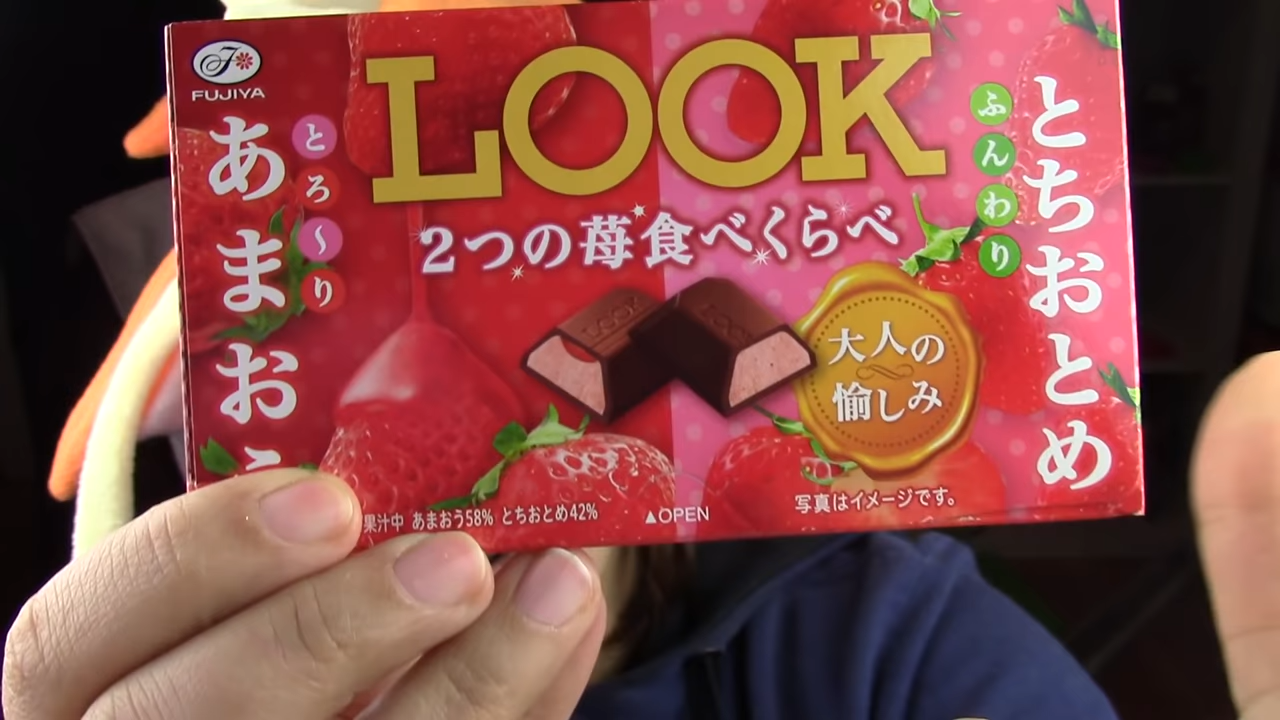 FUJIYA
LOOK
2つの苺食べくらべ
とろ〜り
あまおう
ふんわり
とちおとめ
大人の
愉しみ
果汁中 あまおう58% とちおとめ42%
▲OPEN
写真はイメージです。
LOOK
LOOK